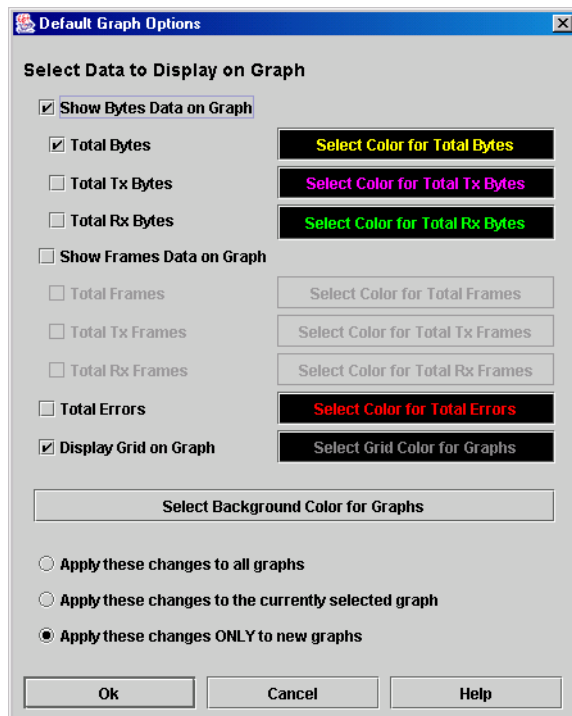 Default Graph Options
Select Data to Display on Graph
Show Bytes Data on Graph
Total Bytes Select Color for Total Bytes
Total Tx Bytes Select Color for Total Tx Bytes
Total Rx Bytes Select Color for Total Rx Bytes
Show Frames Data on Graph
Total Frames Select Color for Total Frames
Total Tx Frames Select Color for Total Tx Frames
Total Rx Frames Select Color for Total Rx Frames
Total Errors Select Color for Total Errors
Display Grid on Graph Select Grid Color for Graphs
Select Background Color for Graphs
Apply these changes to all graphs
Apply these changes to the currently selected graph
Apply these changes ONLY to new graphs
Ok Cancel Help